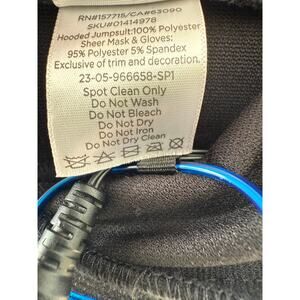 RN#157715/CA#63090
SKU#01414978
Hooded Jumpsuit:100% Polyester
Sheer Mask & Gloves:
95% Polyester 5% Spandex
Exclusive of trim and decoration.
23-05-966658-SP1
Spot Clean Only
Do Not Wash
Do Not Bleach
Do Not Dry
Do Not Iron
Do Not Dry Clean